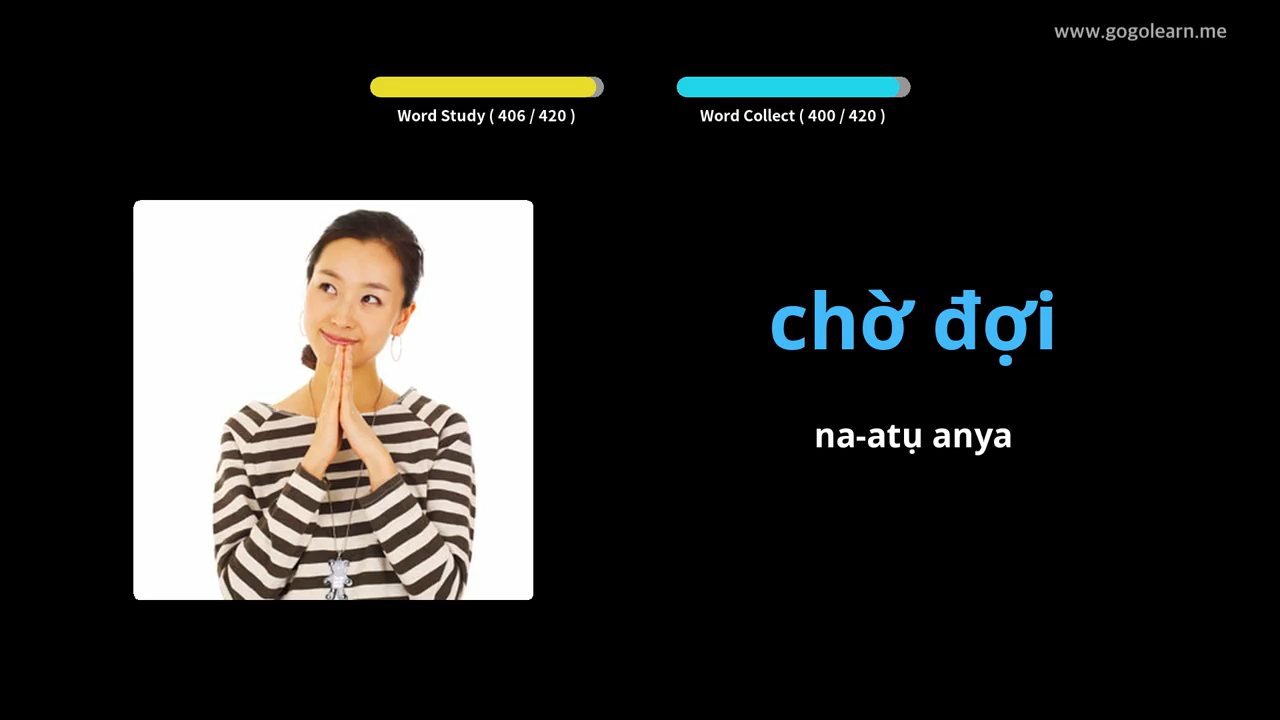 www.gogolearn.me
Word Study ( 406 / 420 )
Word Collect ( 400 / 420 )
chờ đợi
na-atụ anya